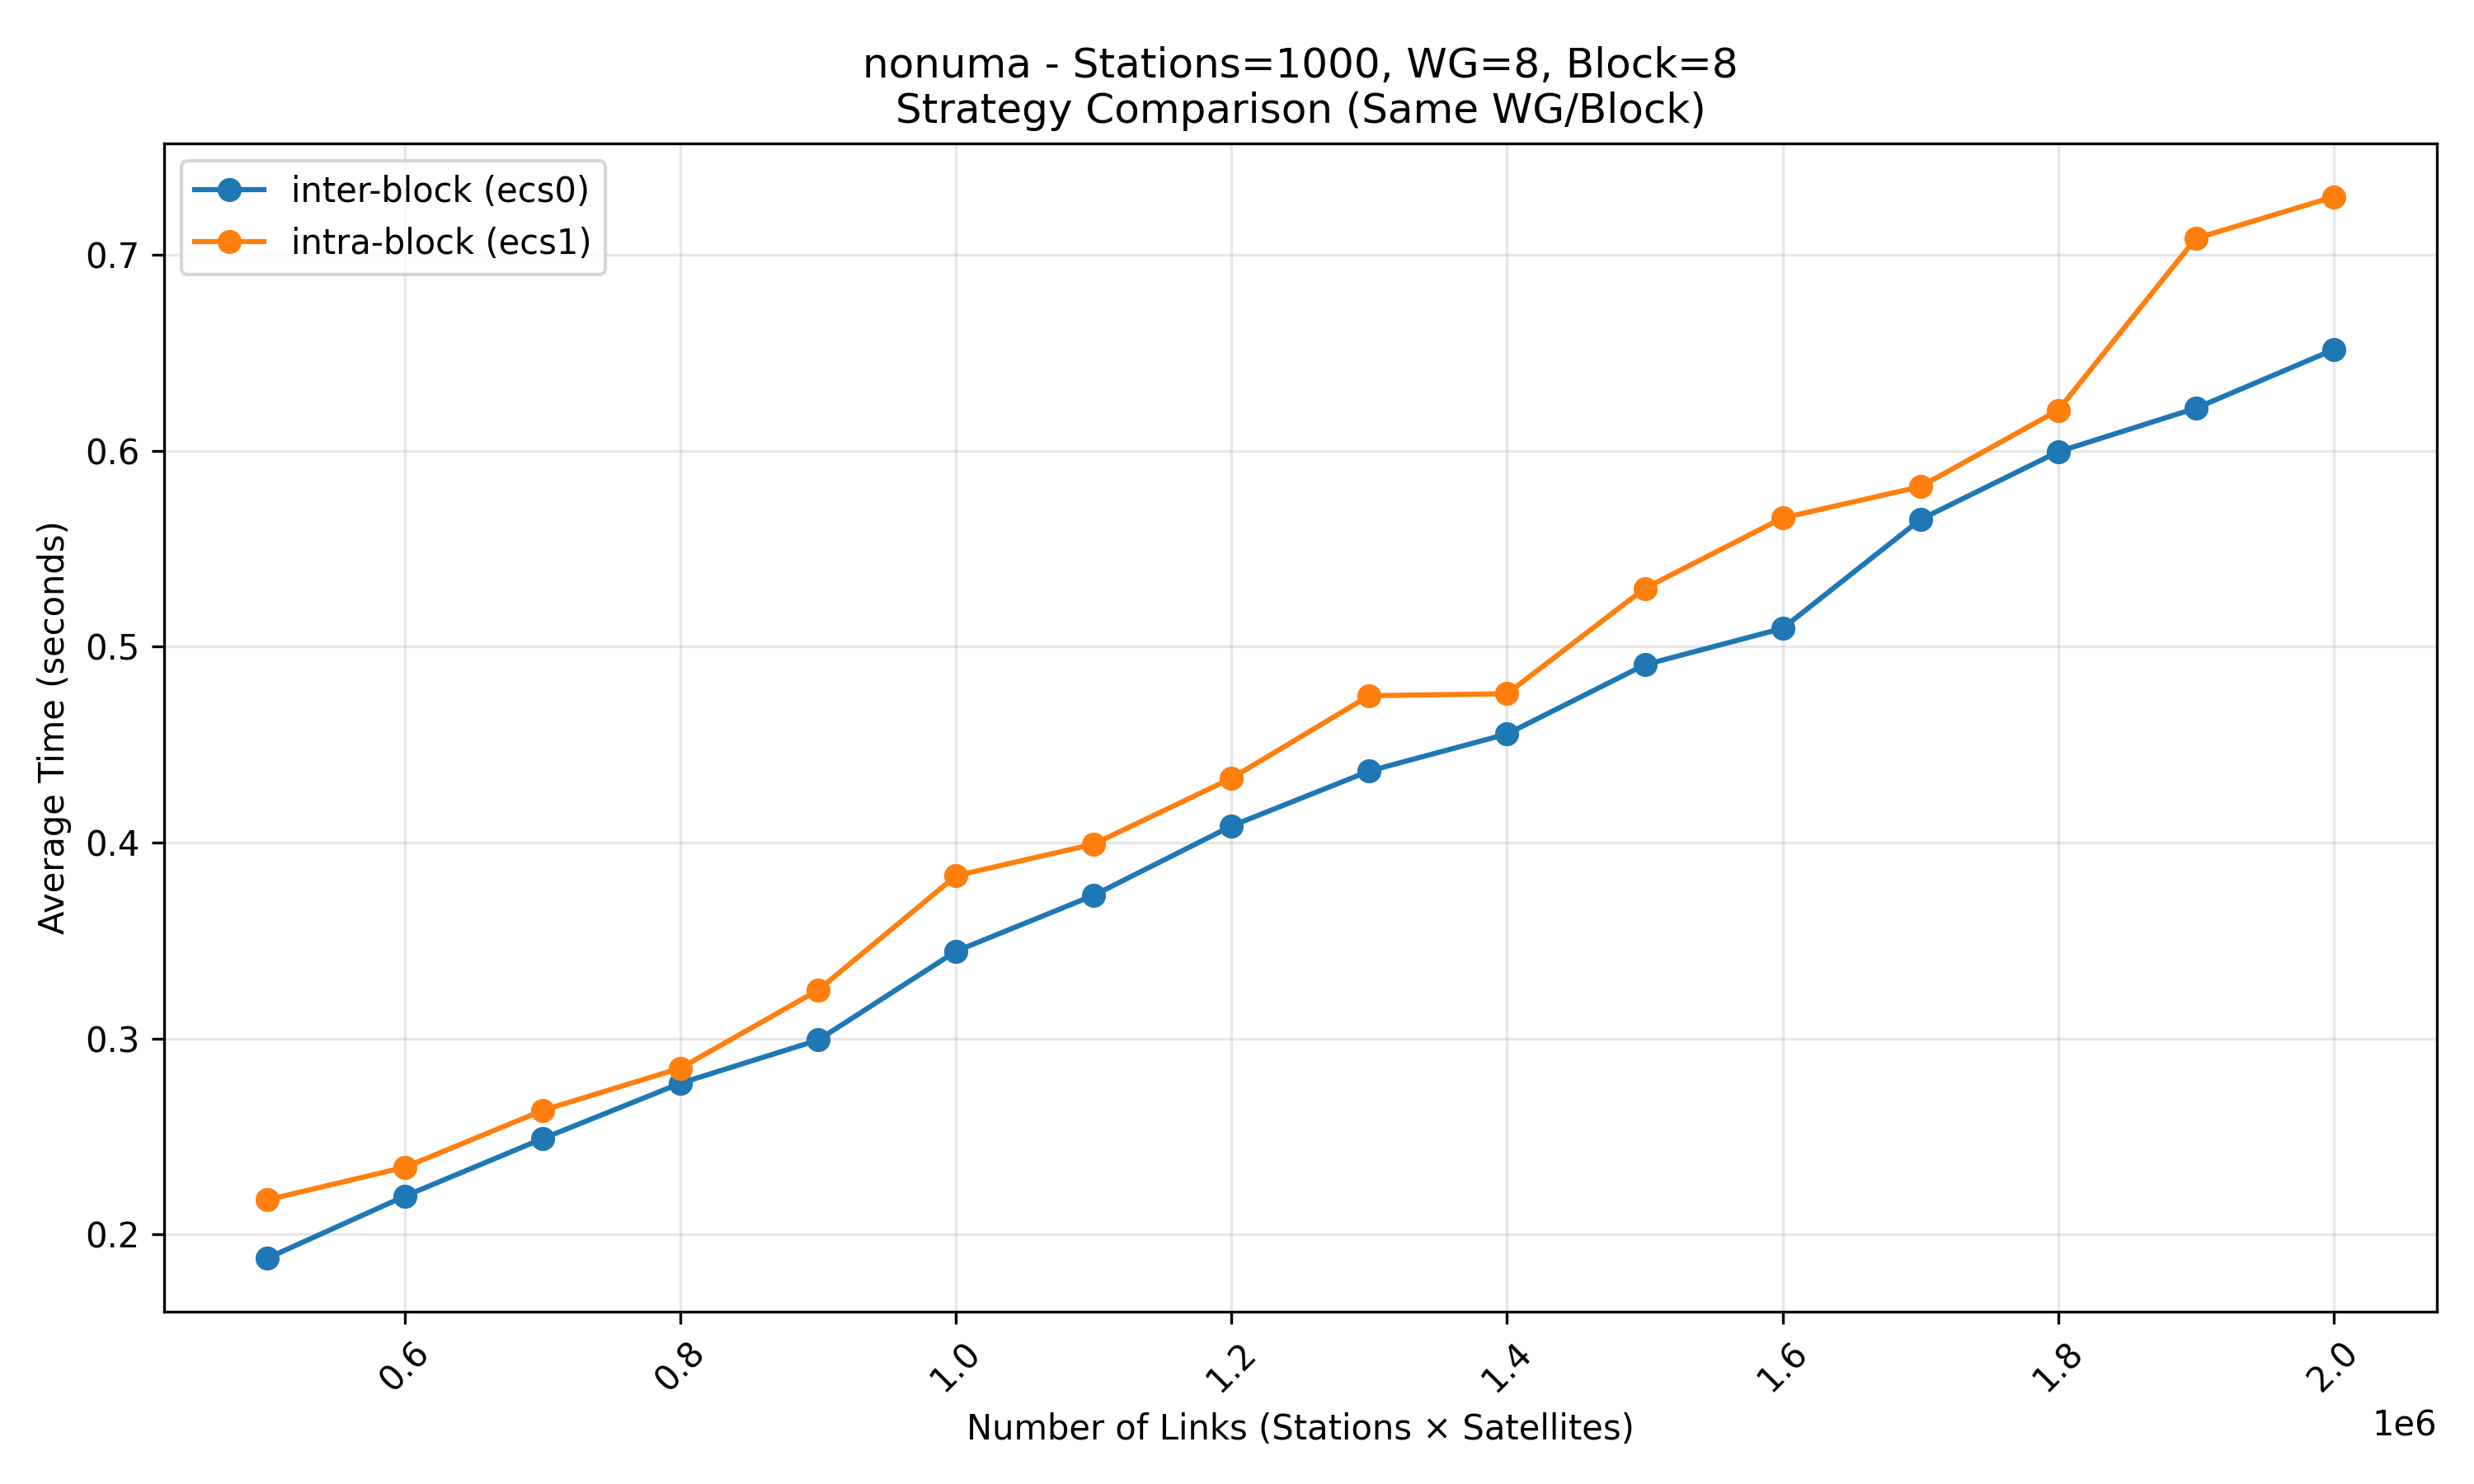 nonuma - Stations=1000, WG=8, Block=8
Strategy Comparison (Same WG/Block)
inter-block (ecs0)
intra-block (ecs1)
Average Time (seconds)
0.7
0.6
0.5
0.4
0.3
0.2
0.6
0.8
1.0
1.2
1.4
1.6
1.8
2.0
1e6
Number of Links (Stations × Satellites)